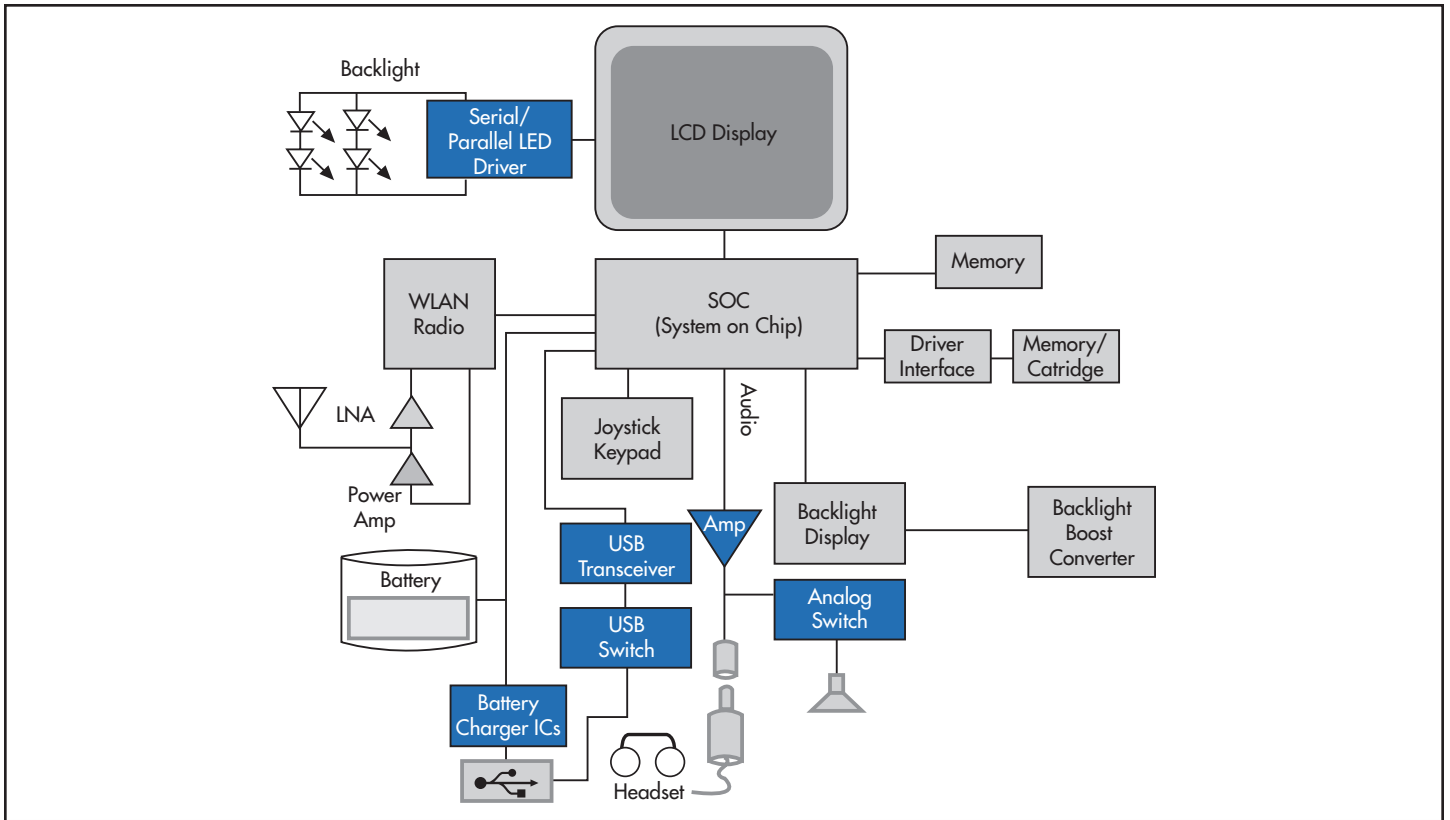 Backlight
Serial/
Parallel LED
Driver
LCD Display
Memory
WLAN
Radio
SOC
(System on Chip)
Driver
Interface
Memory/
Catridge
LNA
Joystick
Keypad
Audio
Power
Amp
Amp
Backlight
Display
Backlight
Boost
Converter
USB
Transceiver
Battery
Analog
Switch
USB
Switch
Battery
Charger ICs
Headset